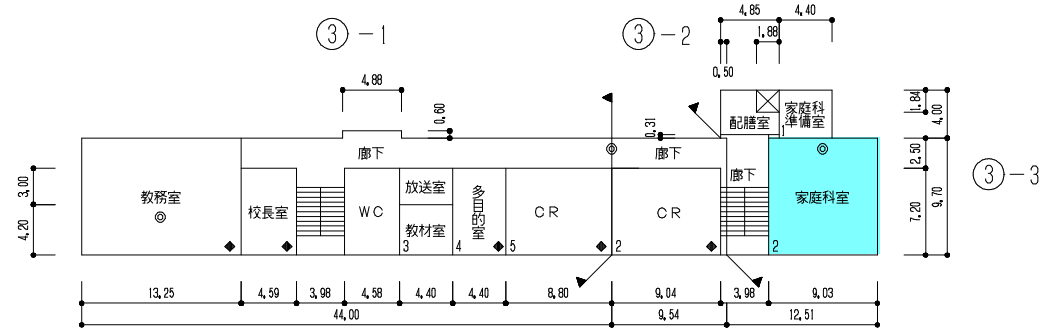 ③-1
③-2
4.85
4.40
1.88
0.50
4.88
0.60
0.31
1.84
4.00
配膳室
家庭科
準備室
1
廊下
廊下
廊下
2.50
③-3
3.00
教務室
校長室
WC
放送室
多目的室
CR
CR
家庭科室
7.20
9.70
4.20
教材室
3
4
5
2
2
13.25
4.59
3.98
4.58
4.40
4.40
8.80
9.04
3.98
9.03
44.00
9.54
12.51